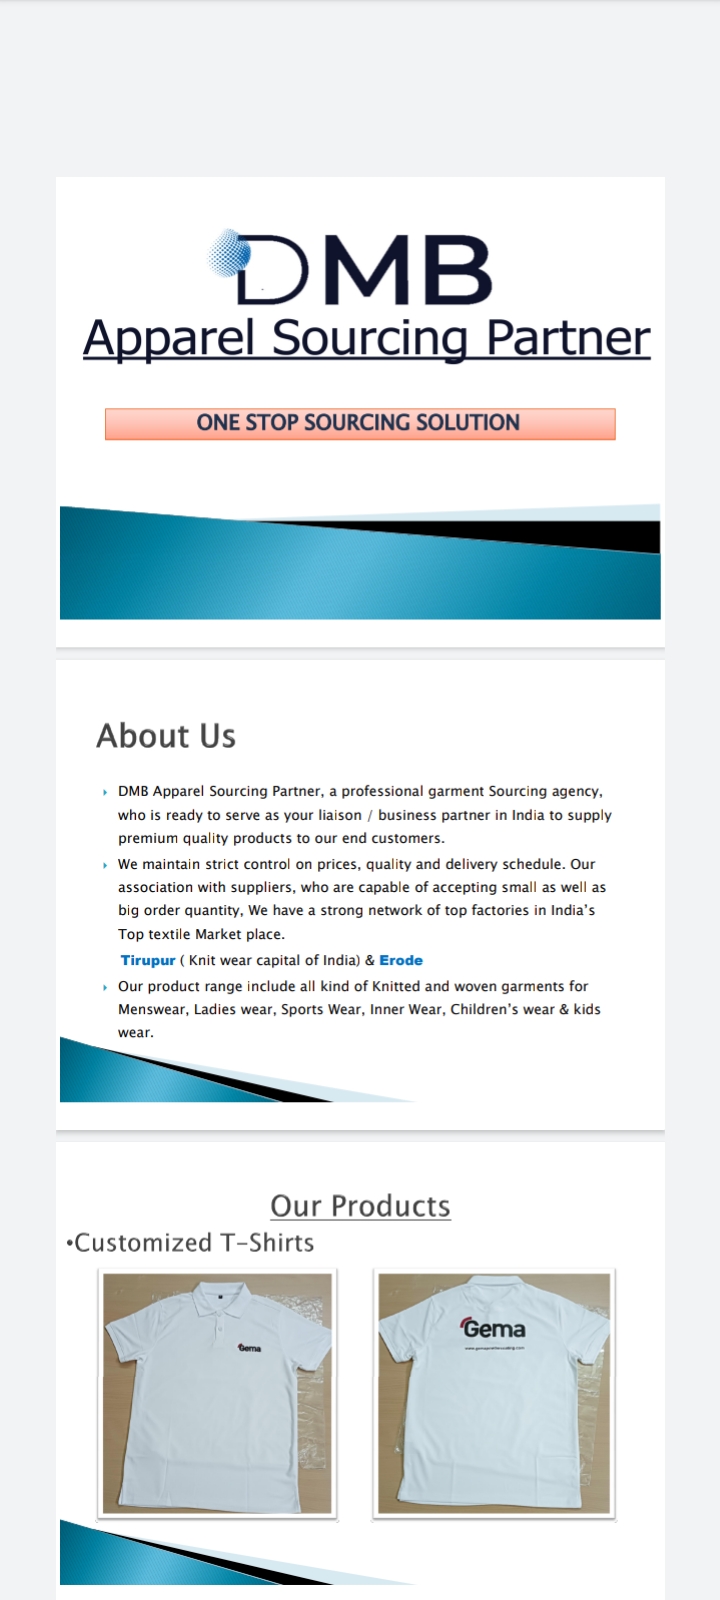 DMB
Apparel Sourcing Partner
ONE STOP SOURCING SOLUTION
About Us
DMB Apparel Sourcing Partner, a professional garment Sourcing agency,
who is ready to serve as your liaison / business partner in India to supply
premium quality products to our end customers.
We maintain strict control on prices, quality and delivery schedule. Our
association with suppliers, who are capable of accepting small as well as
big order quantity, We have a strong network of top factories in India's
Top textile Market place.
Tirupur ( Knit wear capital of India) & Erode
Our product range include all kind of Knitted and woven garments for
Menswear, Ladies wear, Sports Wear, Inner Wear, Children's wear & kids
wear.
Our Products
•Customized T-Shirts
Gema
Gema